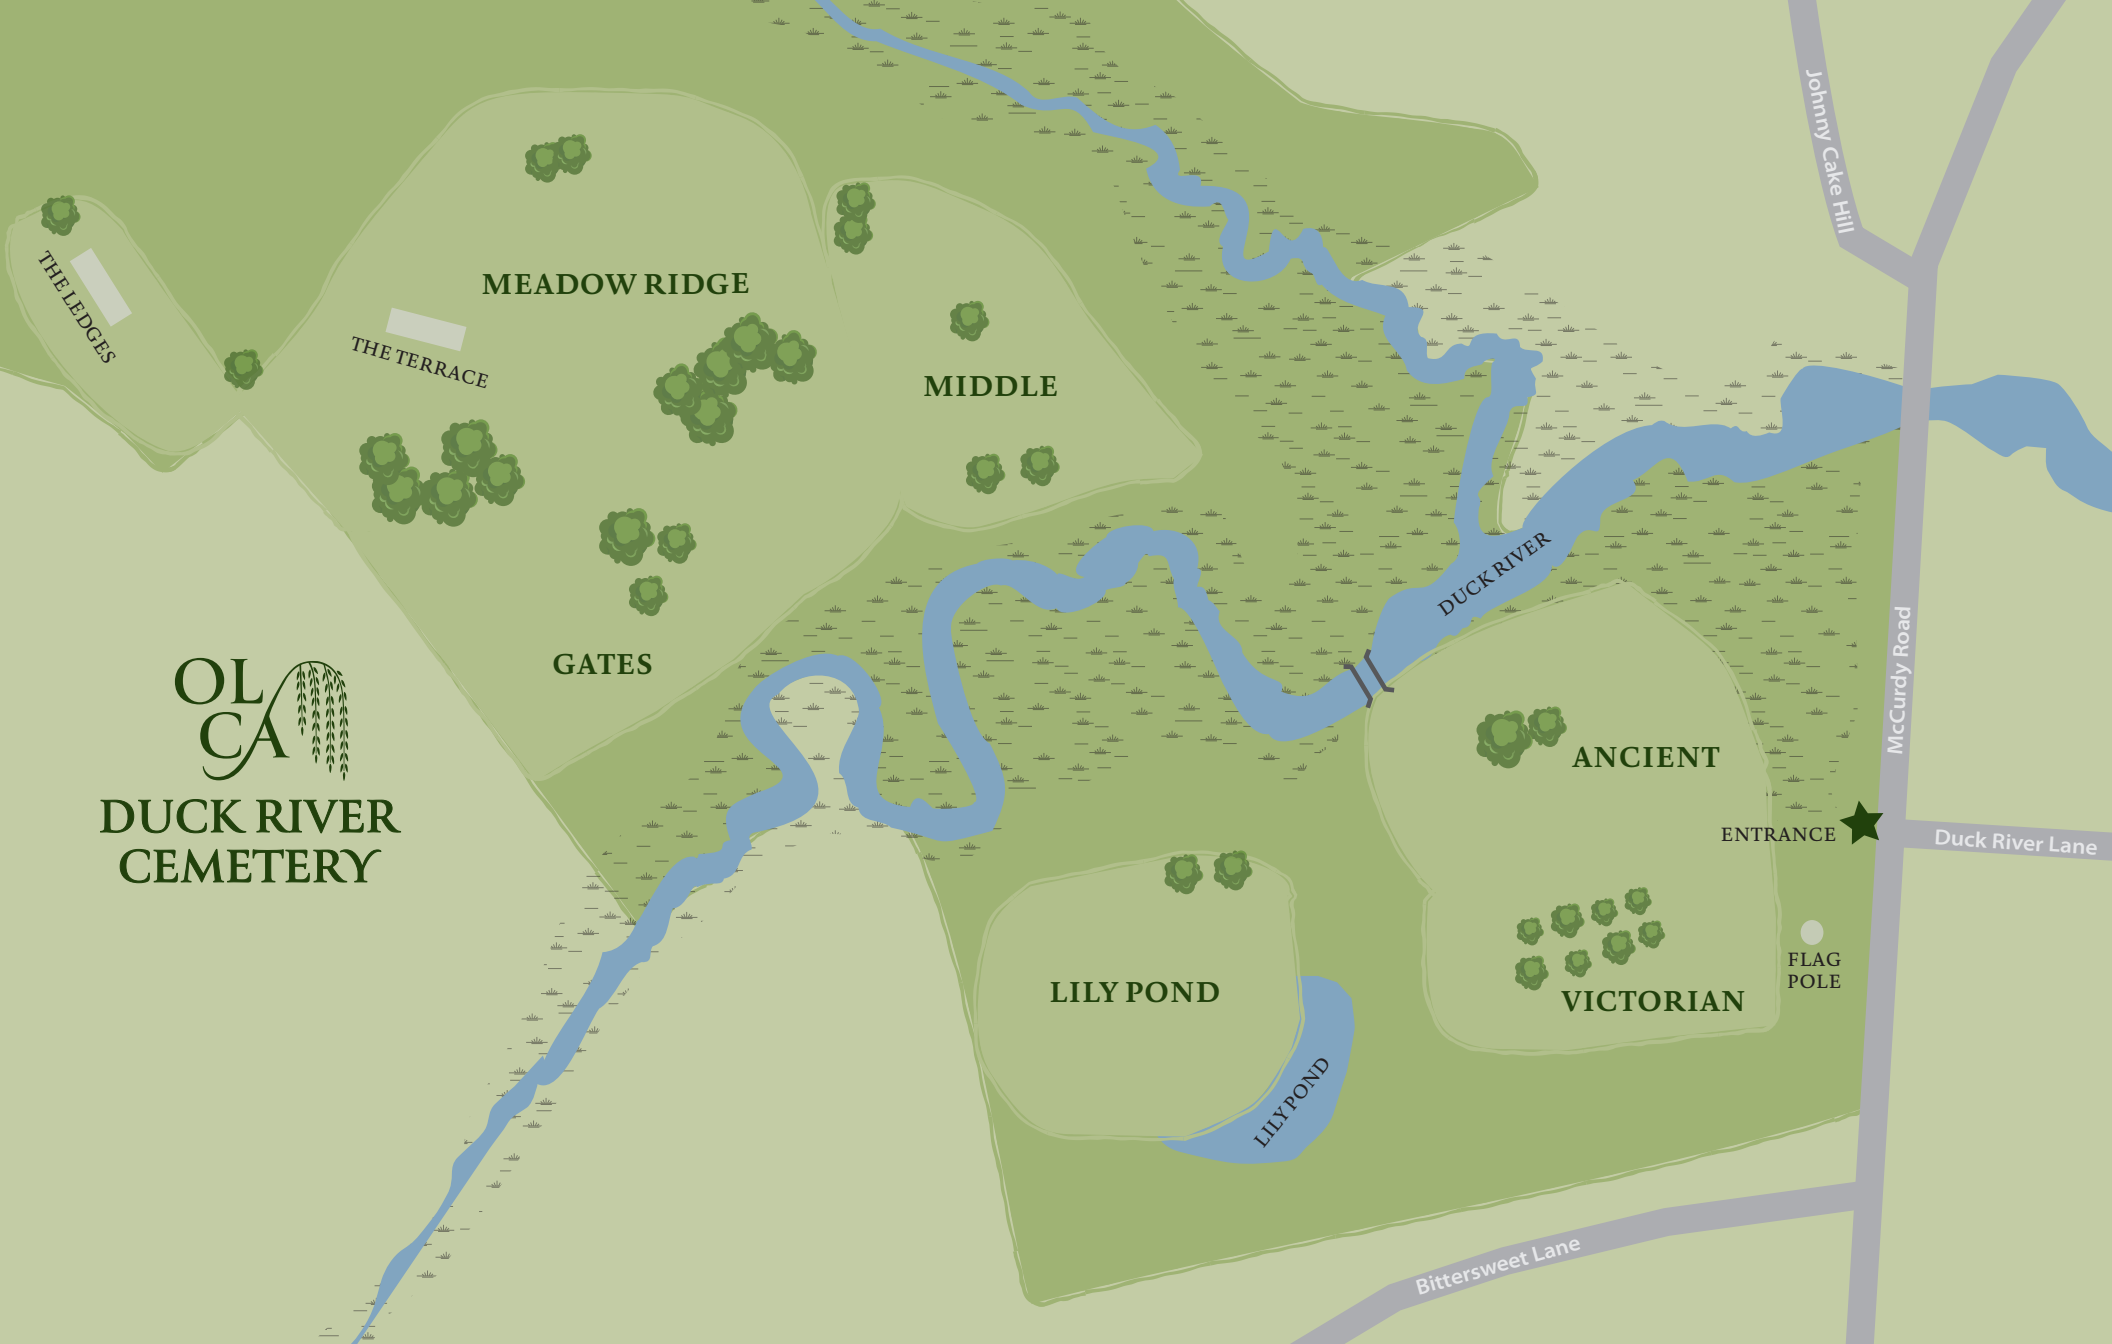 Johnny Cake Hill
THE LEDGES
MEADOW RIDGE
THE TERRACE
MIDDLE
DUCK RIVER
GATES
McCurdy Road
OL
CA
DUCK RIVER
CEMETERY
ANCIENT
ENTRANCE
Duck River Lane
FLAG
POLE
LILY POND
VICTORIAN
LILY POND
Bittersweet Lane